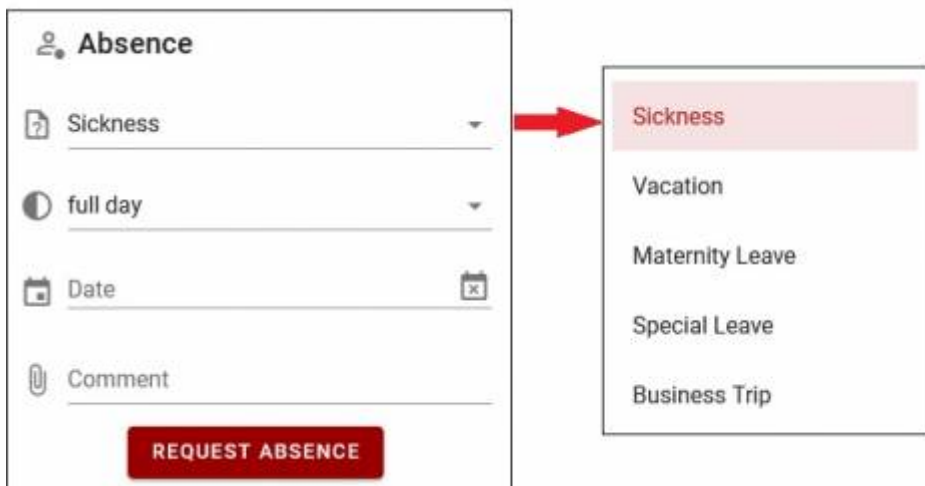 Absence
Sickness
full day
Date
Comment
REQUEST ABSENCE
Sickness
Vacation
Maternity Leave
Special Leave
Business Trip